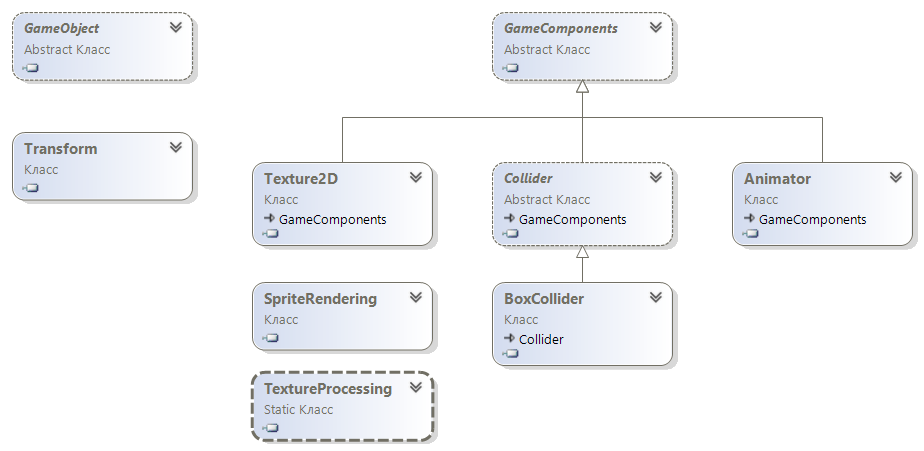 GameObject
Abstract Класс
GameComponents
Abstract Класс
Transform
Класс
Texture2D
Класс
GameComponents
Collider
Abstract Класс
GameComponents
Animator
Класс
GameComponents
SpriteRendering
Класс
BoxCollider
Класс
Collider
TextureProcessing
Static Класс